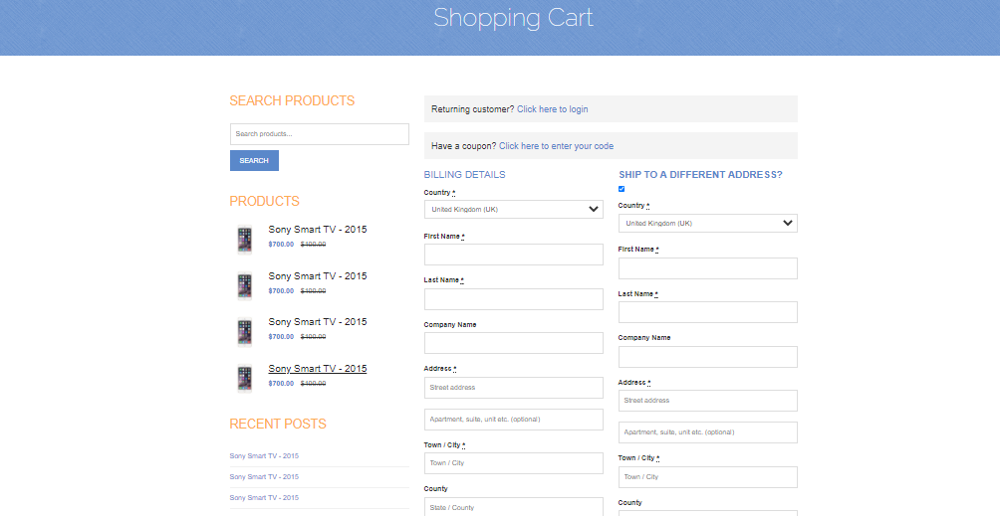 Shopping Cart
SEARCH PRODUCTS
Search products...
SEARCH
PRODUCTS
Sony Smart TV - 2015
$700.00 $100.00
Sony Smart TV - 2015
$700.00 $100.00
Sony Smart TV - 2015
$700.00 $100.00
Sony Smart TV - 2015
$700.00 $100.00
RECENT POSTS
Sony Smart TV - 2015
Sony Smart TV - 2015
Sony Smart TV - 2015
Returning customer? Click here to login
Have a coupon? Click here to enter your code
BILLING DETAILS
Country *
United Kingdom (UK)
First Name *
Last Name *
Company Name
Address *
Street address
Apartment, suite, unit etc. (optional)
Town / City *
Town / City
County
State / County
SHIP TO A DIFFERENT ADDRESS?
Country *
United Kingdom (UK)
First Name *
Last Name *
Company Name
Address *
Street address
Apartment, suite, unit etc. (optional)
Town / City *
Town / City
County